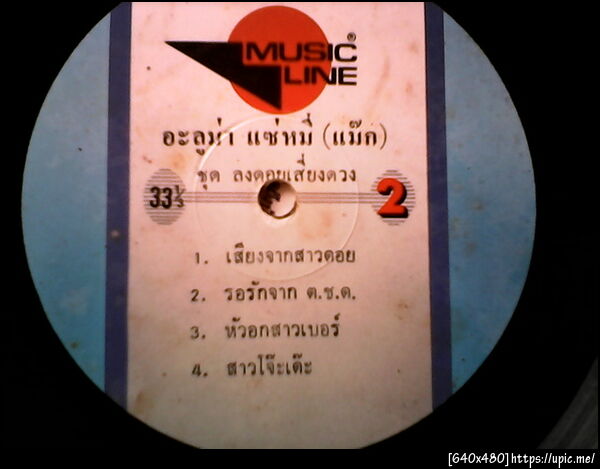 MUSIC ®
LINE
อะลูม่า แซ่หมี่ (แม๊ก)
ชุด ลงดอยเสี่ยงดวง
33⅓ 2
1. เสียงจากสาวดอย
2. รอรักจาก ต.ช.ด.
3. หัวอกสาวเบอร์
4. สาวโจ๊ะเด๊ะ
[640x480]https://upic.me/